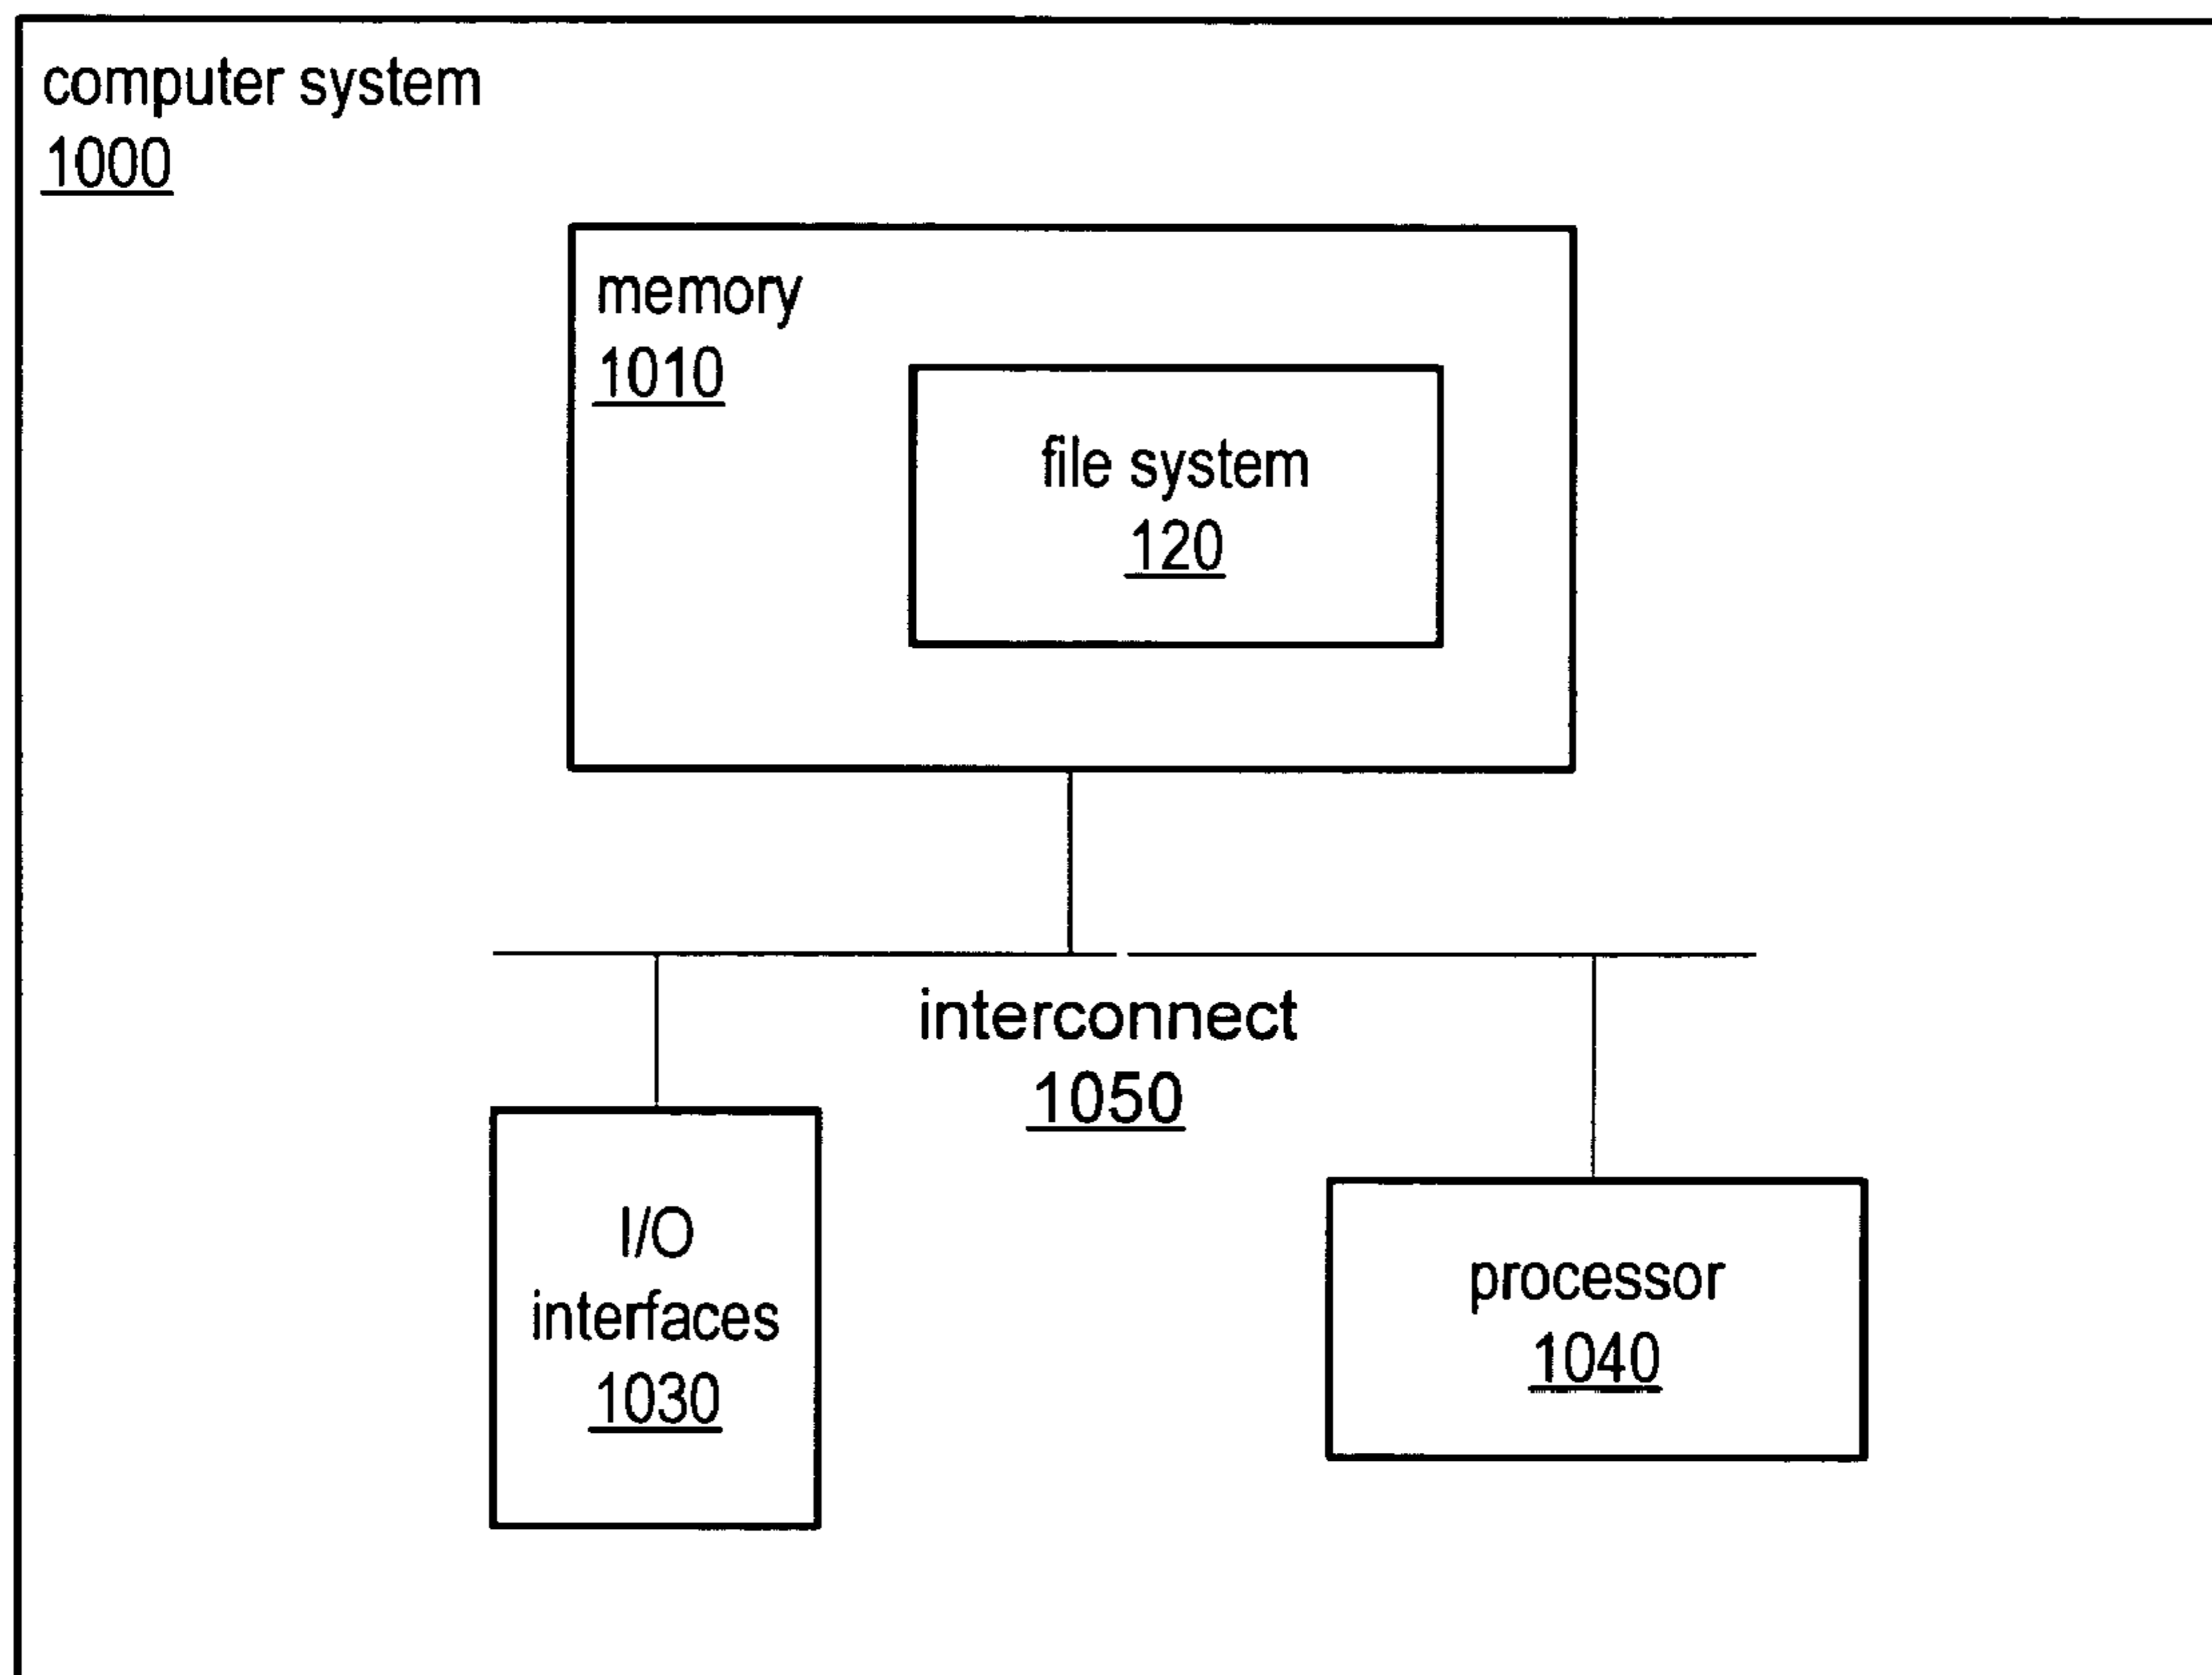 computer system
1000
memory
1010
file system
120
interconnect
1050
I/O
interfaces
1030
processor
1040